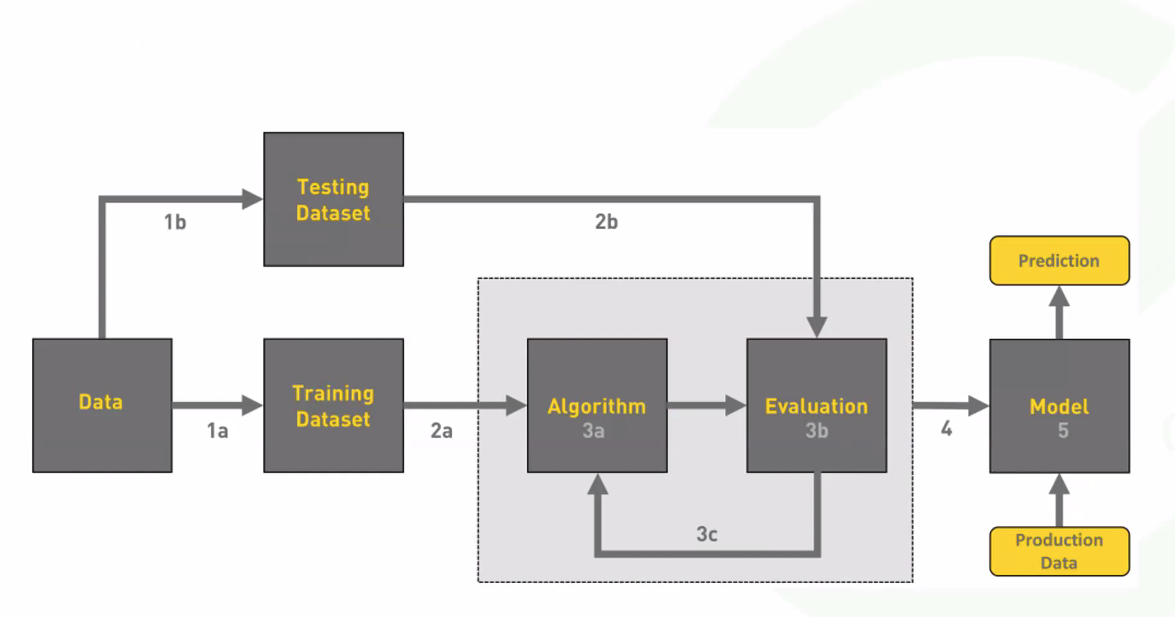 Testing
Dataset
1b
2b
Prediction
Data
1a
Training
Dataset
2a
Algorithm
3a
Evaluation
3b
3c
4
Model
5
Production
Data